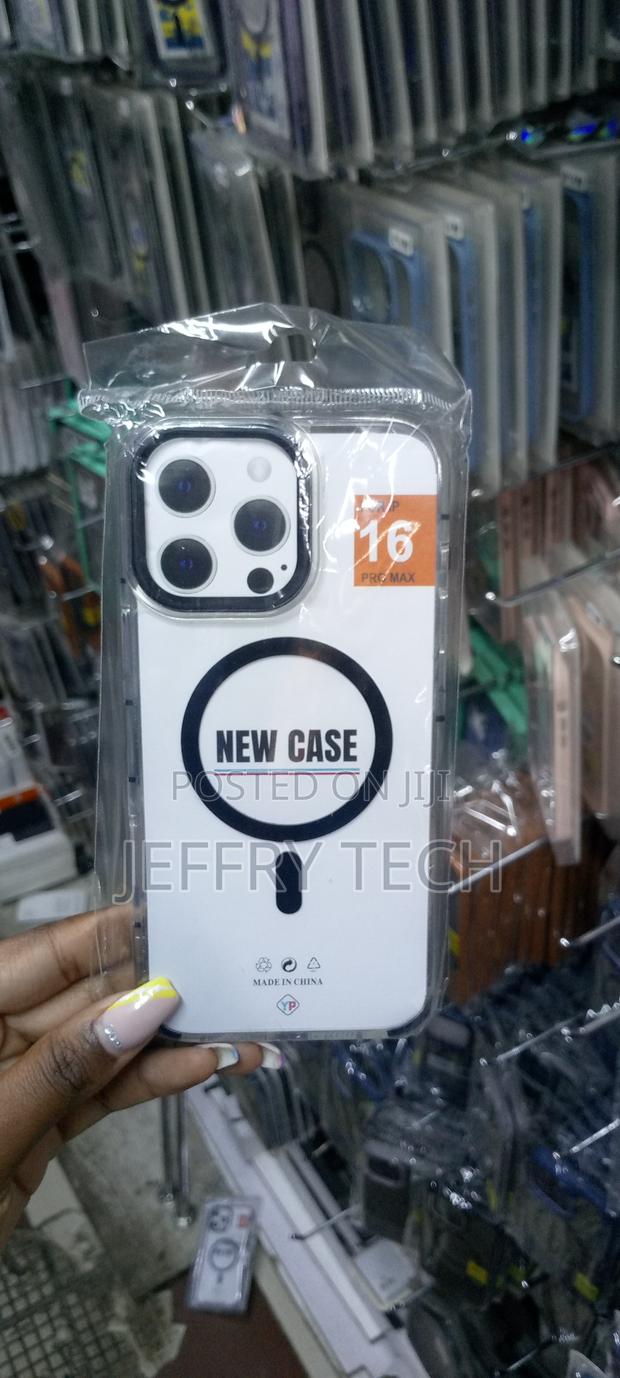 16
PRO MAX
NEW CASE
POSTED ON JIJI
JEFFRY TECH
MADE IN CHINA
YP